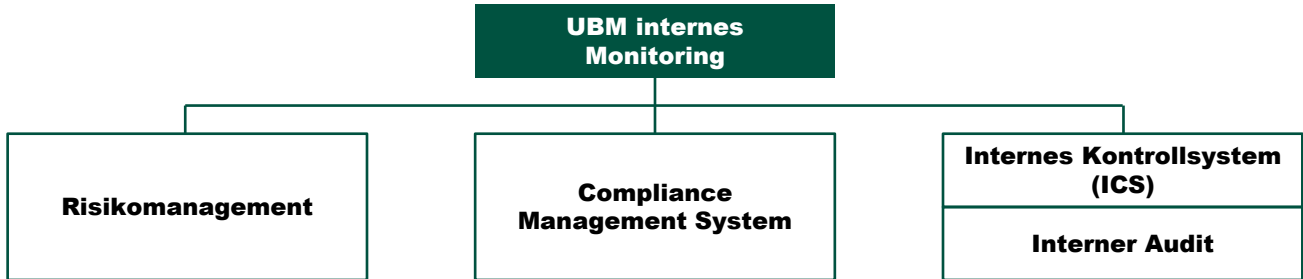 UBM internes
Monitoring
Risikomanagement
Compliance
Management System
Internes Kontrollsystem
(ICS)
Interner Audit